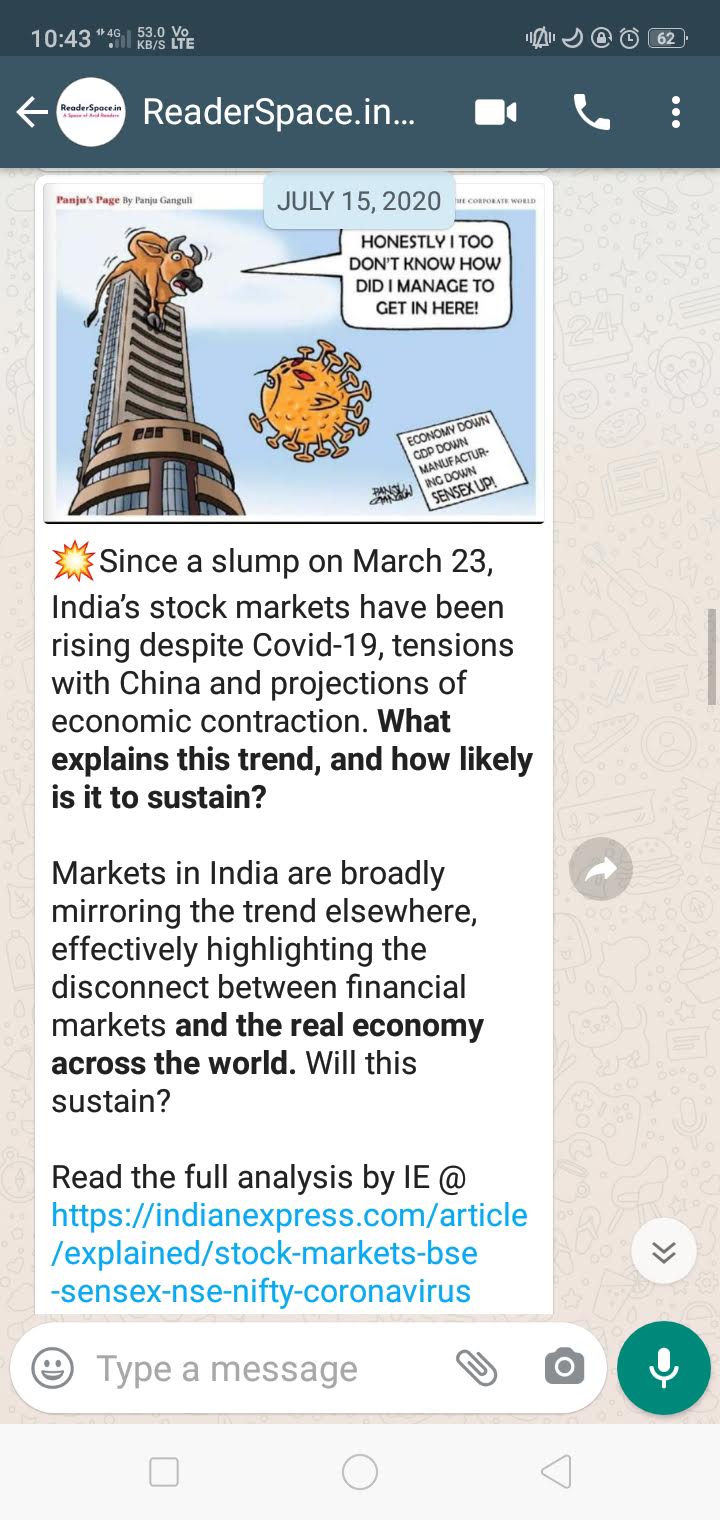 10:43 4G 53.0 KB/S Vo LTE 62
ReaderSpace.in
A Space of Avid Readers
ReaderSpace.in...
Panju's Page By Panju Ganguli
JULY 15, 2020
HE CORPORATE WORLD
HONESTLY I TOO
DON'T KNOW HOW
DID I MANAGE TO
GET IN HERE!
ECONOMY DOWN
GDP DOWN
MANUFACTUR-
ING DOWN
SENSEX UP!
💥Since a slump on March 23,
India's stock markets have been
rising despite Covid-19, tensions
with China and projections of
economic contraction. What
explains this trend, and how likely
is it to sustain?
Markets in India are broadly
mirroring the trend elsewhere,
effectively highlighting the
disconnect between financial
markets and the real economy
across the world. Will this
sustain?
Read the full analysis by IE @
https://indianexpress.com/article
/explained/stock-markets-bse
-sensex-nse-nifty-coronavirus
Type a message